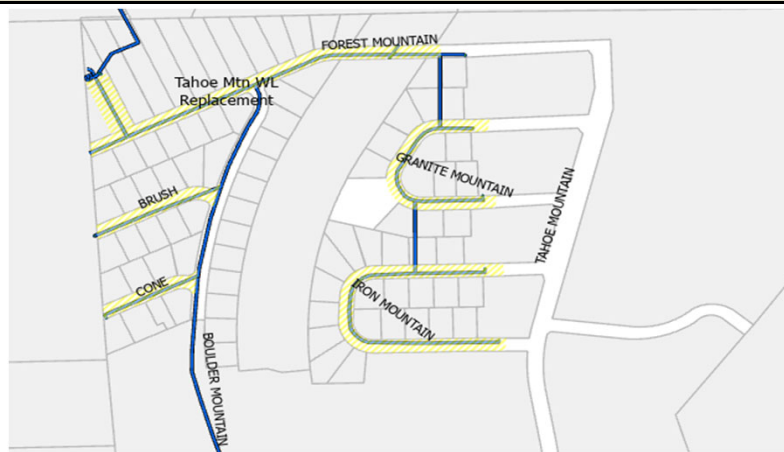 FOREST MOUNTAIN
Tahoe Mtn WL
Replacement
GRANITE MOUNTAIN
BRUSH
TAHOE MOUNTAIN
CONE
IRON MOUNTAIN
BOULDER MOUNTAIN